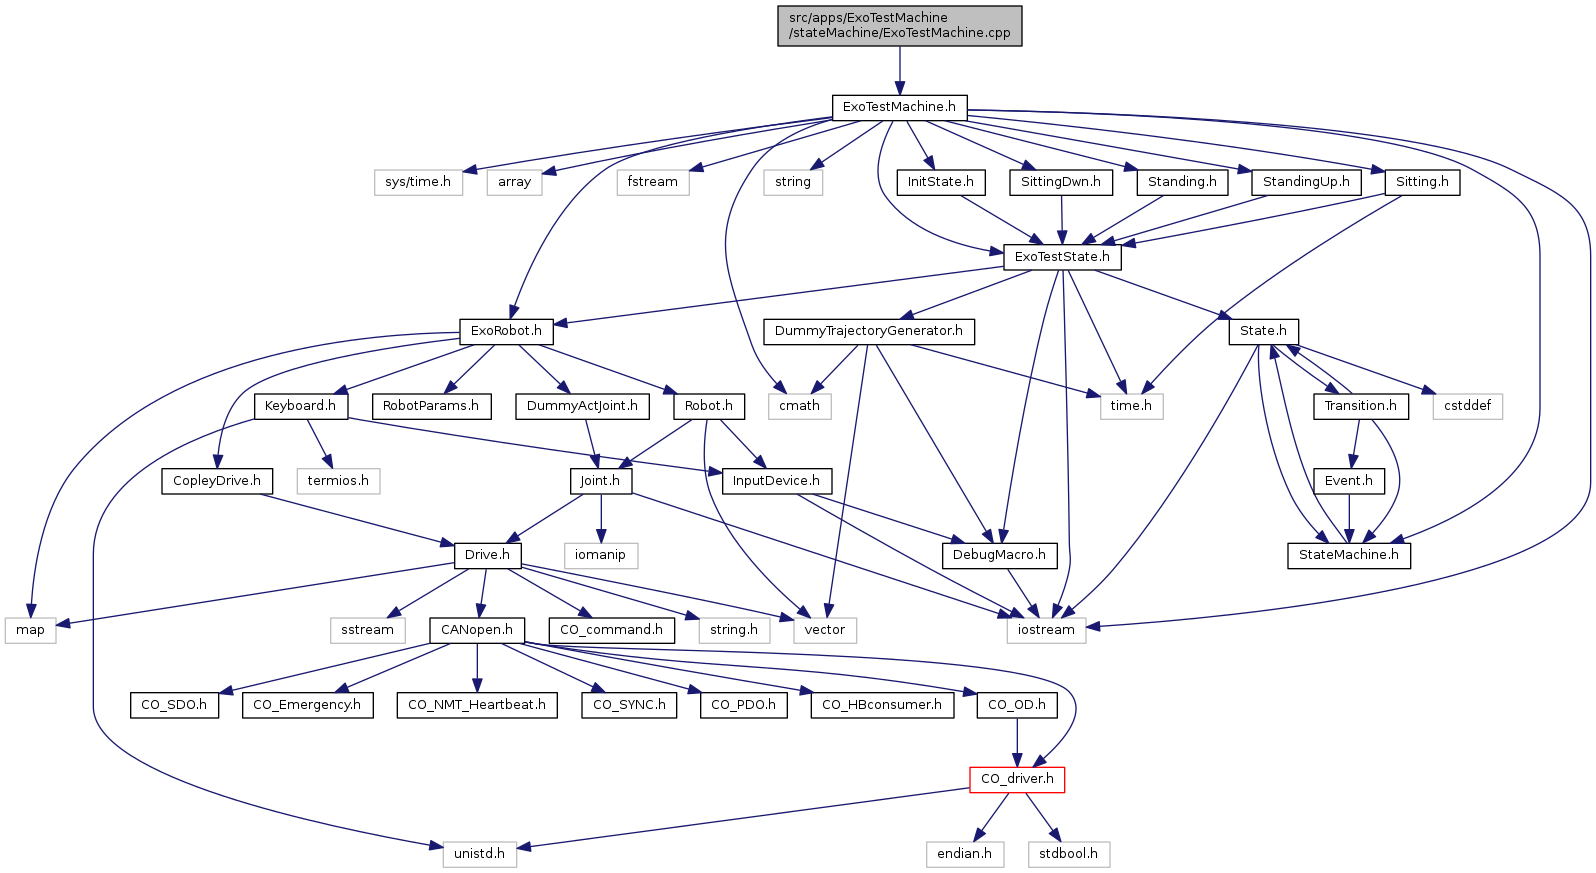 src/apps/ExoTestMachine
/stateMachine/ExoTestMachine.cpp
ExoTestMachine.h
sys/time.h
array
fstream
string
InitState.h
SittingDwn.h
Standing.h
StandingUp.h
Sitting.h
ExoTestState.h
ExoRobot.h
DummyTrajectoryGenerator.h
State.h
Keyboard.h
RobotParams.h
DummyActJoint.h
Robot.h
cmath
time.h
Transition.h
cstddef
CopleyDrive.h
termios.h
Joint.h
InputDevice.h
Event.h
Drive.h
iomanip
DebugMacro.h
StateMachine.h
map
sstream
CANopen.h
CO_command.h
string.h
vector
iostream
CO_SDO.h
CO_Emergency.h
CO_NMT_Heartbeat.h
CO_SYNC.h
CO_PDO.h
CO_HBconsumer.h
CO_OD.h
CO_driver.h
unistd.h
endian.h
stdbool.h